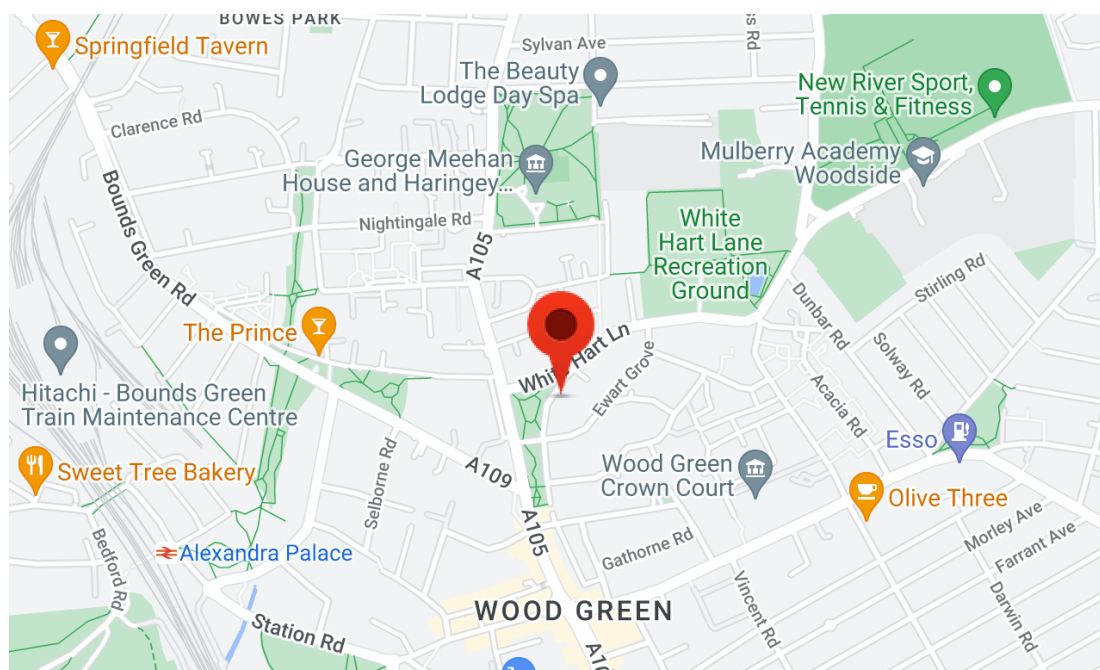 BOWES PARK
Springfield Tavern
Sylvan Ave
ss Rd
The Beauty
Lodge Day Spa
New River Sport,
Tennis & Fitness
Clarence Rd
George Meehan
House and Haringey...
Mulberry Academy
Woodside
Bounds Green Rd
Nightingale Rd
A105
White
Hart Lane
Recreation
Ground
Stirling Rd
Dunbar Rd
The Prince
White Hart Ln
Solway Rd
Hitachi - Bounds Green
Train Maintenance Centre
Ewart Grove
Acacia Rd
Esso
Sweet Tree Bakery
A109
Selborne Rd
Wood Green
Crown Court
Olive Three
A105
Morley Ave
Farrant Ave
Bedford Rd
Alexandra Palace
Gathorne Rd
Vincent Rd
Darwin Rd
WOOD GREEN
Station Rd
A10